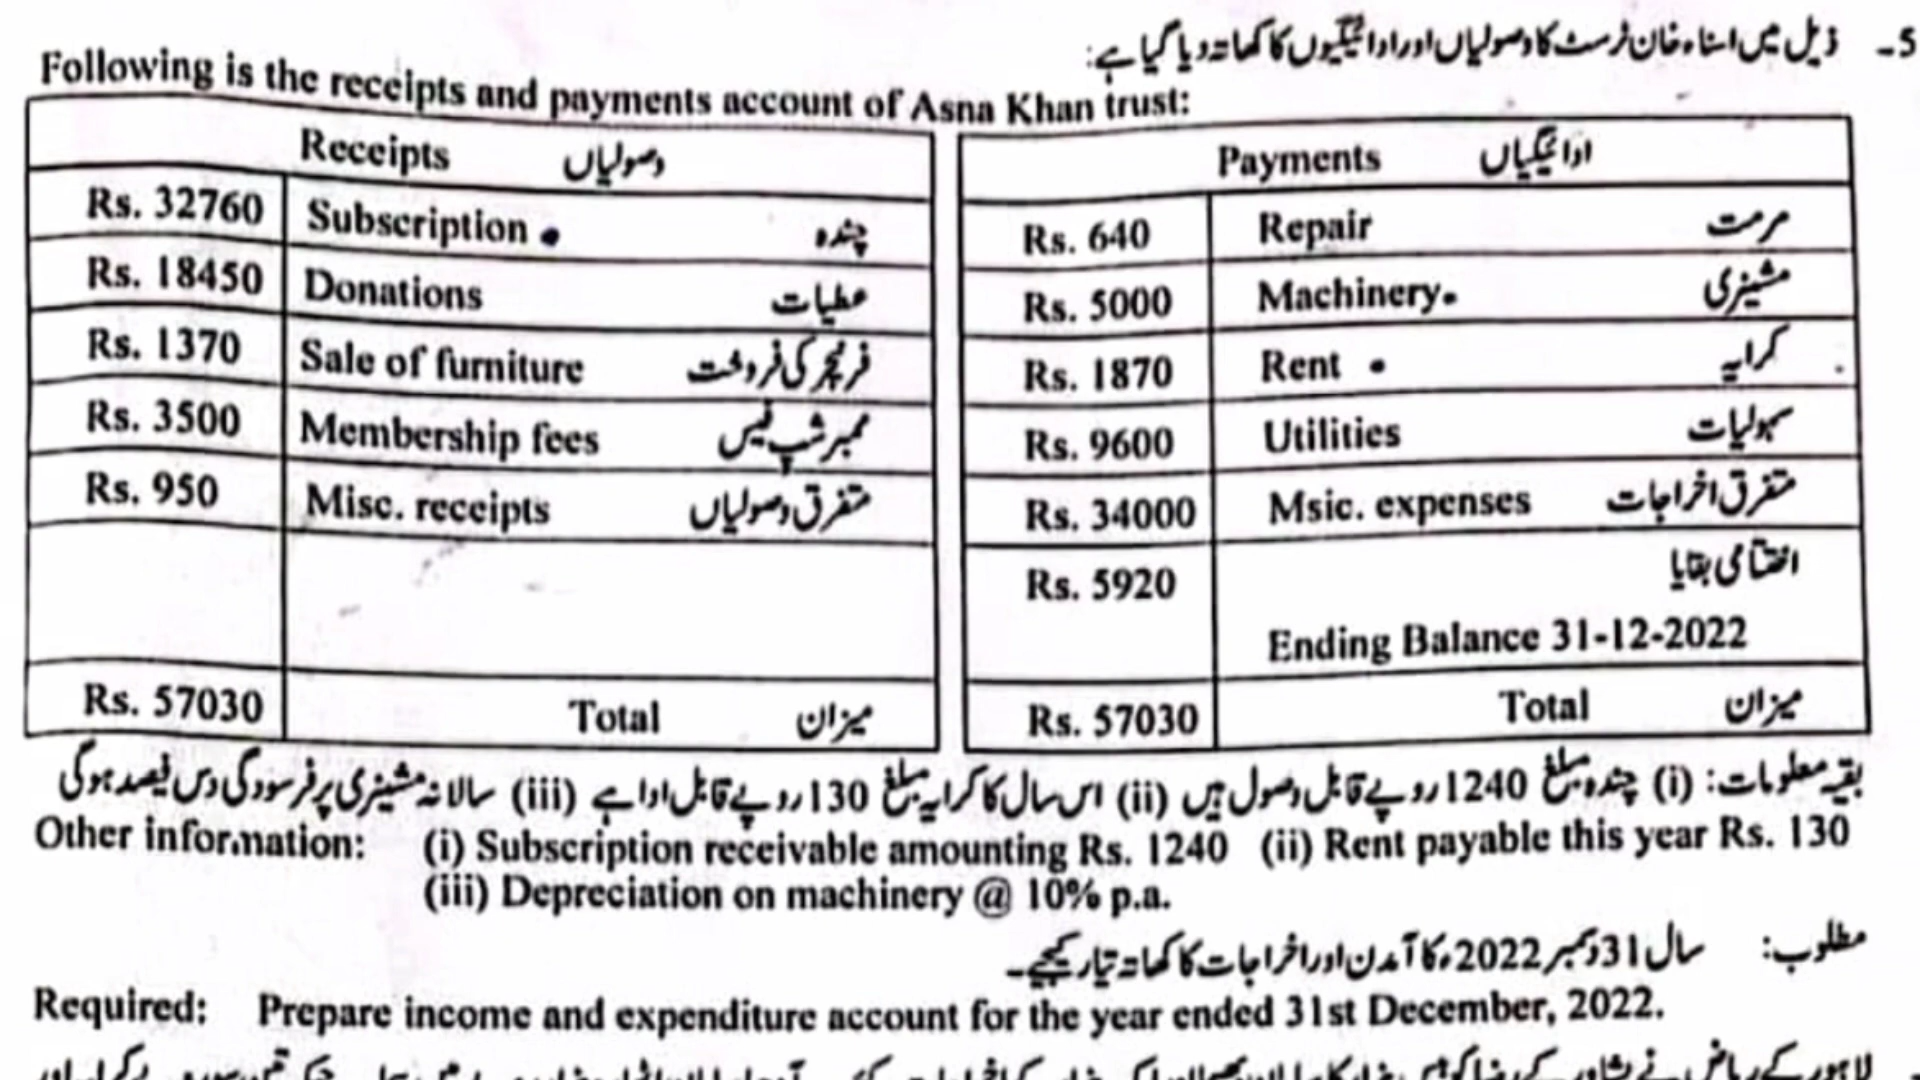 5- ذیل میں اسناء خان ٹرسٹ کا وصولیاں اور ادائیگیوں کا کھاتہ دیا گیا ہے:
Following is the receipts and payments account of Asna Khan trust:
Receipts وصولیاں
Rs. 32760 Subscription چندہ
Rs. 18450 Donations عطیات
Rs. 1370 Sale of furniture فرنیچر کی فروخت
Rs. 3500 Membership fees ممبر شپ فیس
Rs. 950 Misc. receipts متفرق وصولیاں
Rs. 57030 Total میزان
Payments ادائیگیاں
Rs. 640 Repair مرمت
Rs. 5000 Machinery مشینری
Rs. 1870 Rent کرایہ
Rs. 9600 Utilities سہولیات
Rs. 34000 Msic. expenses متفرق اخراجات
اختتامی بقایا
Rs. 5920
Ending Balance 31-12-2022
Rs. 57030 Total میزان
بقیہ معلومات: (i) چندہ مبلغ 1240 روپے قابل وصول ہیں (ii) اس سال کا کرایہ مبلغ 130 روپے قابل ادا ہے (iii) سالانہ مشینری پر فرسودگی دس فیصد ہوگی
Other information: (i) Subscription receivable amounting Rs. 1240 (ii) Rent payable this year Rs. 130
(iii) Depreciation on machinery @ 10% p.a.
مطلوب: سال 31 دسمبر 2022ء کا آمدن اور اخراجات کا کھاتہ تیار کیجیے۔
Required: Prepare income and expenditure account for the year ended 31st December, 2022.